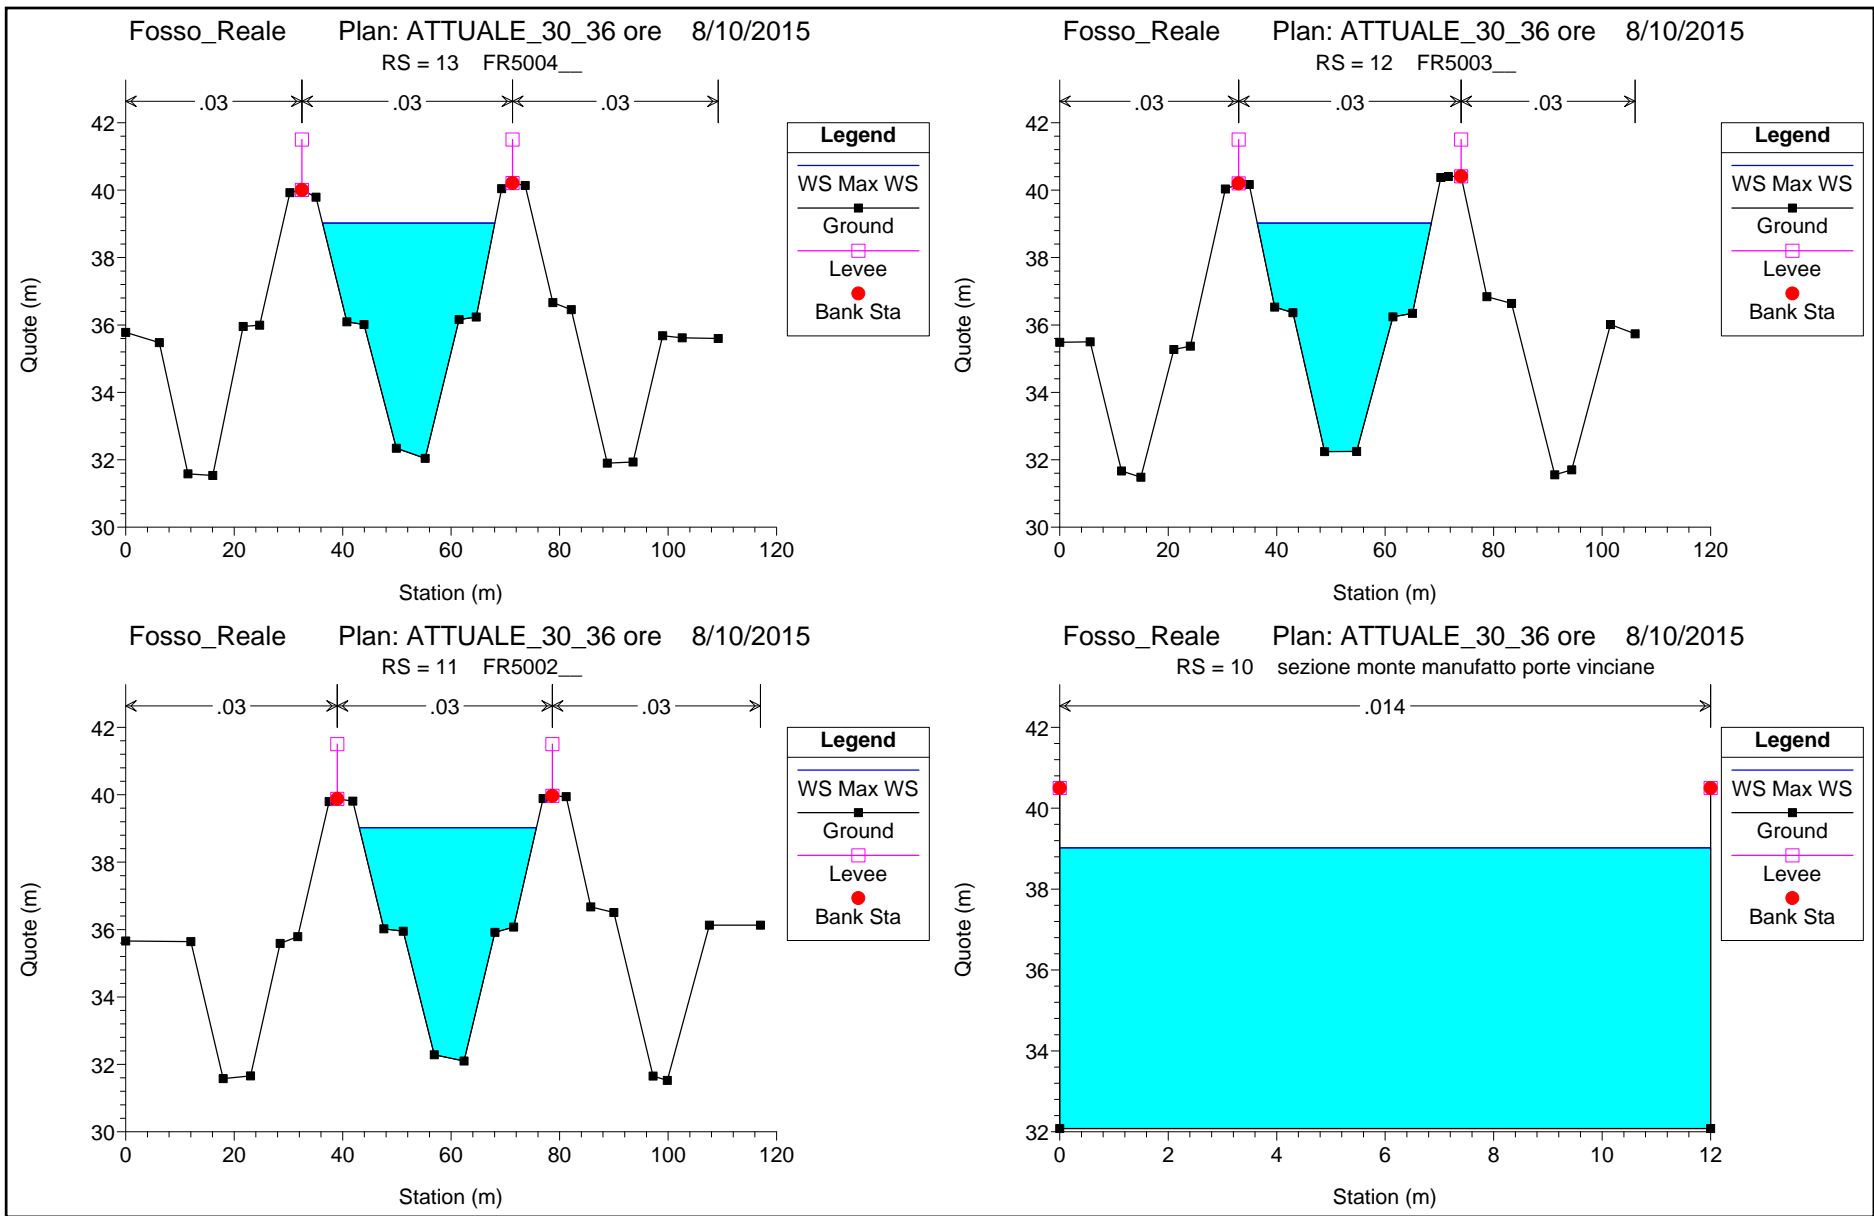 Fosso_Reale Plan: ATTUALE_30_36 ore 8/10/2015
RS = 13 FR5004__
.03 .03 .03
42
40
38
36
34
32
30
Quote (m)
0 20 40 60 80 100 120
Station (m)
Legend
WS Max WS
Ground
Levee
Bank Sta
Fosso_Reale Plan: ATTUALE_30_36 ore 8/10/2015
RS = 12 FR5003__
.03 .03 .03
42
40
38
36
34
32
30
Quote (m)
0 20 40 60 80 100 120
Station (m)
Legend
WS Max WS
Ground
Levee
Bank Sta
Fosso_Reale Plan: ATTUALE_30_36 ore 8/10/2015
RS = 11 FR5002__
.03 .03 .03
42
40
38
36
34
32
30
Quote (m)
0 20 40 60 80 100 120
Station (m)
Legend
WS Max WS
Ground
Levee
Bank Sta
Fosso_Reale Plan: ATTUALE_30_36 ore 8/10/2015
RS = 10 sezione monte manufatto porte vinciane
.014
42
40
38
36
34
32
Quote (m)
0 2 4 6 8 10 12
Station (m)
Legend
WS Max WS
Ground
Levee
Bank Sta